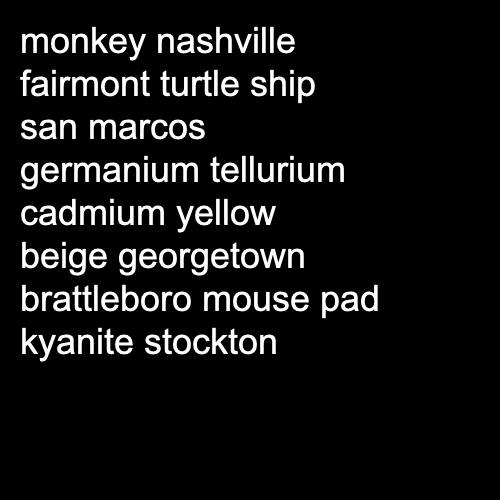 monkey nashville
fairmont turtle ship
san marcos
germanium tellurium
cadmium yellow
beige georgetown
brattleboro mouse pad
kyanite stockton